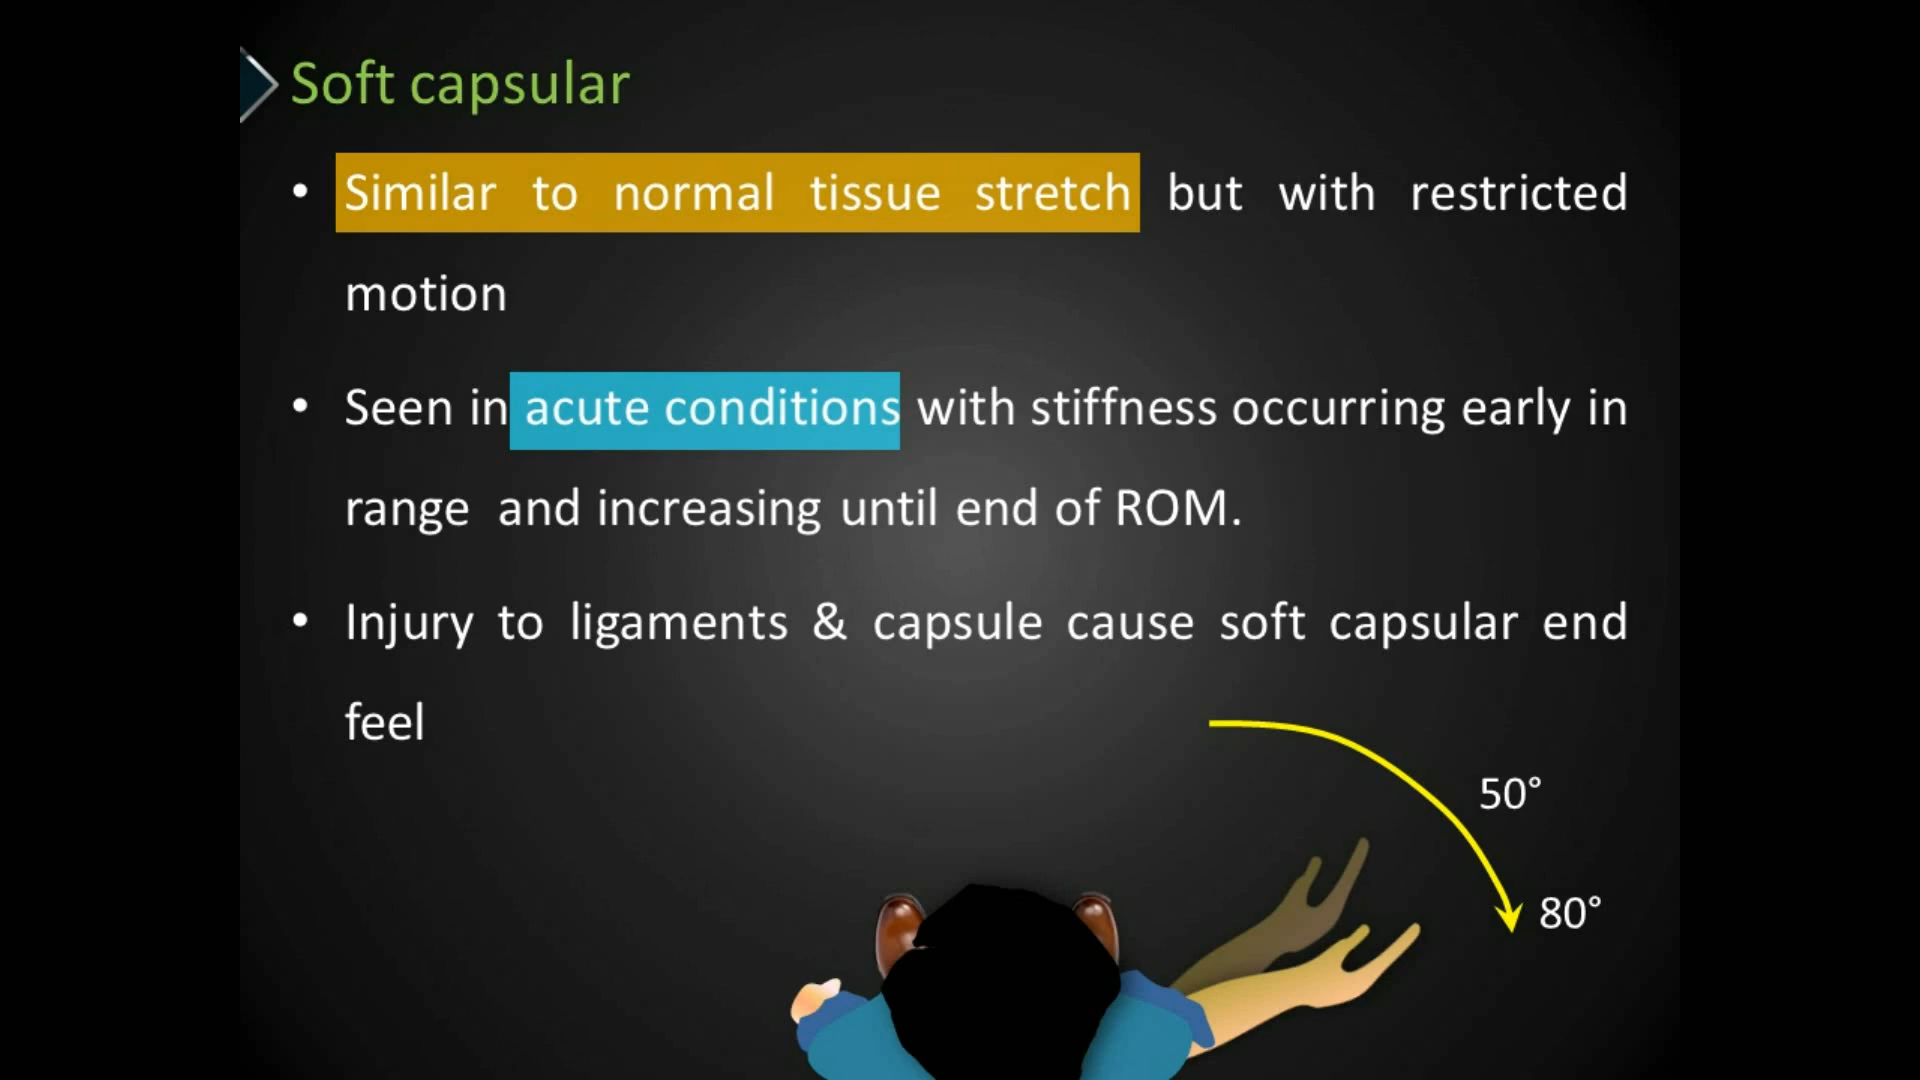 Soft capsular
• Similar to normal tissue stretch but with restricted
motion
• Seen in acute conditions with stiffness occurring early in
range and increasing until end of ROM.
• Injury to ligaments & capsule cause soft capsular end
feel
50°
80°